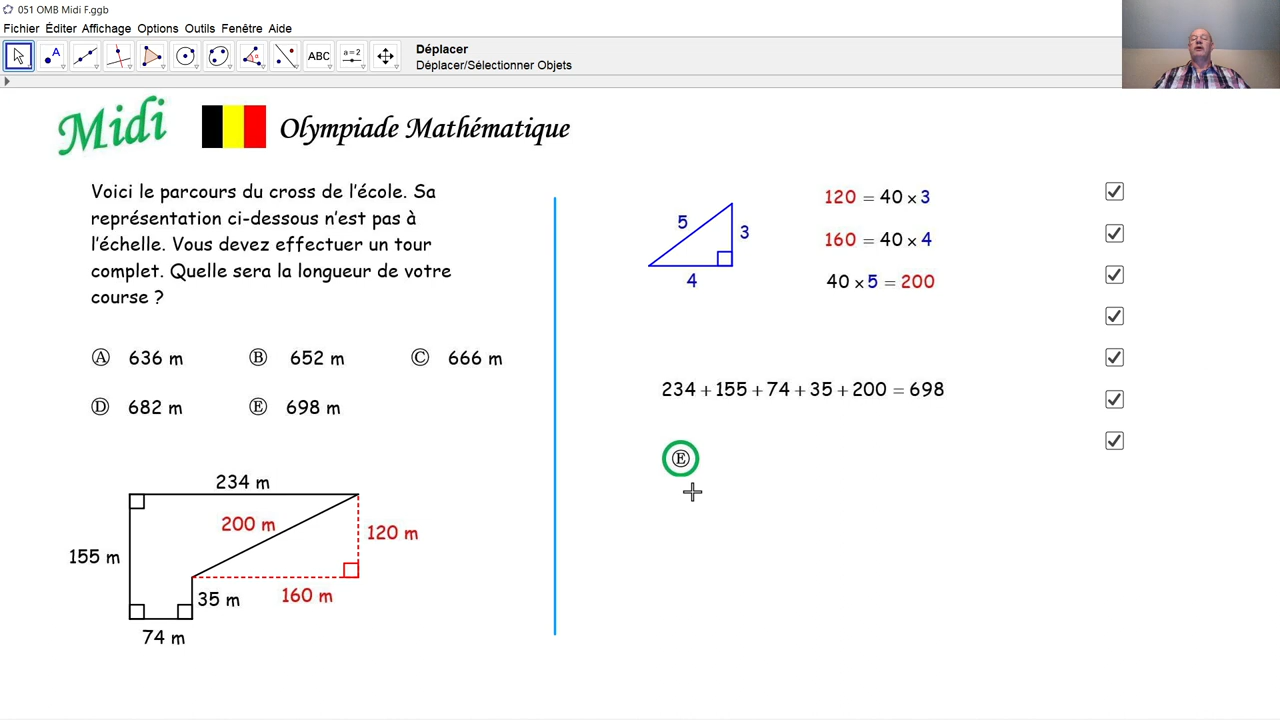 051 OMB Midi F.ggb
Fichier Éditer Affichage Options Outils Fenêtre Aide
A
ABC
a=2
Déplacer
Déplacer/Sélectionner Objets
Midi
Olympiade Mathématique
Voici le parcours du cross de l'école. Sa
représentation ci-dessous n'est pas à
l'échelle. Vous devez effectuer un tour
complet. Quelle sera la longueur de votre
course ?
Ⓐ 636 m Ⓑ 652 m Ⓒ 666 m
Ⓓ 682 m Ⓔ 698 m
234 m
200 m
120 m
155 m
160 m
35 m
74 m
5
3
4
120 = 40 × 3
160 = 40 × 4
40 × 5 = 200
234 + 155 + 74 + 35 + 200 = 698
Ⓔ